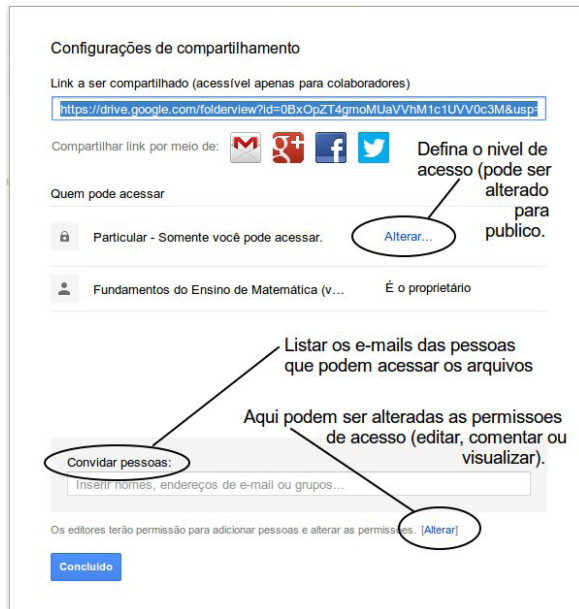 Configurações de compartilhamento
Link a ser compartilhado (acessível apenas para colaboradores)
https://drive.google.com/folderview?id=0BxOpZT4gmoMUaVVhM1c1UVV0c3M&usp=
Compartilhar link por meio de:
Defina o nivel de
acesso (pode ser
alterado
para
publico.
Quem pode acessar
Particular - Somente você pode acessar.
Alterar...
Fundamentos do Ensino de Matemática (v...
É o proprietário
Listar os e-mails das pessoas
que podem acessar os arquivos
Aqui podem ser alteradas as permissoes
de acesso (editar, comentar ou
visualizar).
Convidar pessoas:
Inserir nomes, endereços de e-mail ou grupos...
Os editores terão permissão para adicionar pessoas e alterar as permissões. [Alterar]
Concluído